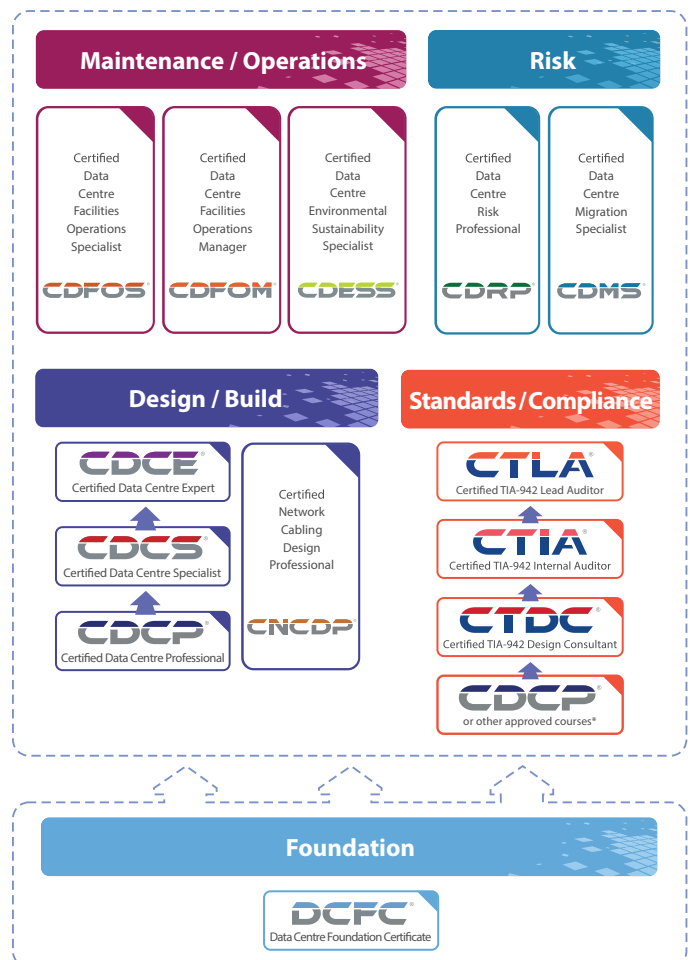 Maintenance / Operations
Certified
Data
Centre
Facilities
Operations
Specialist
CDFOS®
Certified
Data
Centre
Facilities
Operations
Manager
CDFOM®
Certified
Data
Centre
Environmental
Sustainability
Specialist
CDESS®
Risk
Certified
Data
Centre
Risk
Professional
CDRP®
Certified
Data
Centre
Migration
Specialist
CDMS®
Design / Build
CDCE®
Certified Data Centre Expert
CDCS®
Certified Data Centre Specialist
CDCP®
Certified Data Centre Professional
Certified
Network
Cabling
Design
Professional
CNCDP®
Standards / Compliance
CTLA®
Certified TIA-942 Lead Auditor
CTIA®
Certified TIA-942 Internal Auditor
CTDC®
Certified TIA-942 Design Consultant
CDCP®
or other approved courses*
Foundation
DCFC®
Data Centre Foundation Certificate